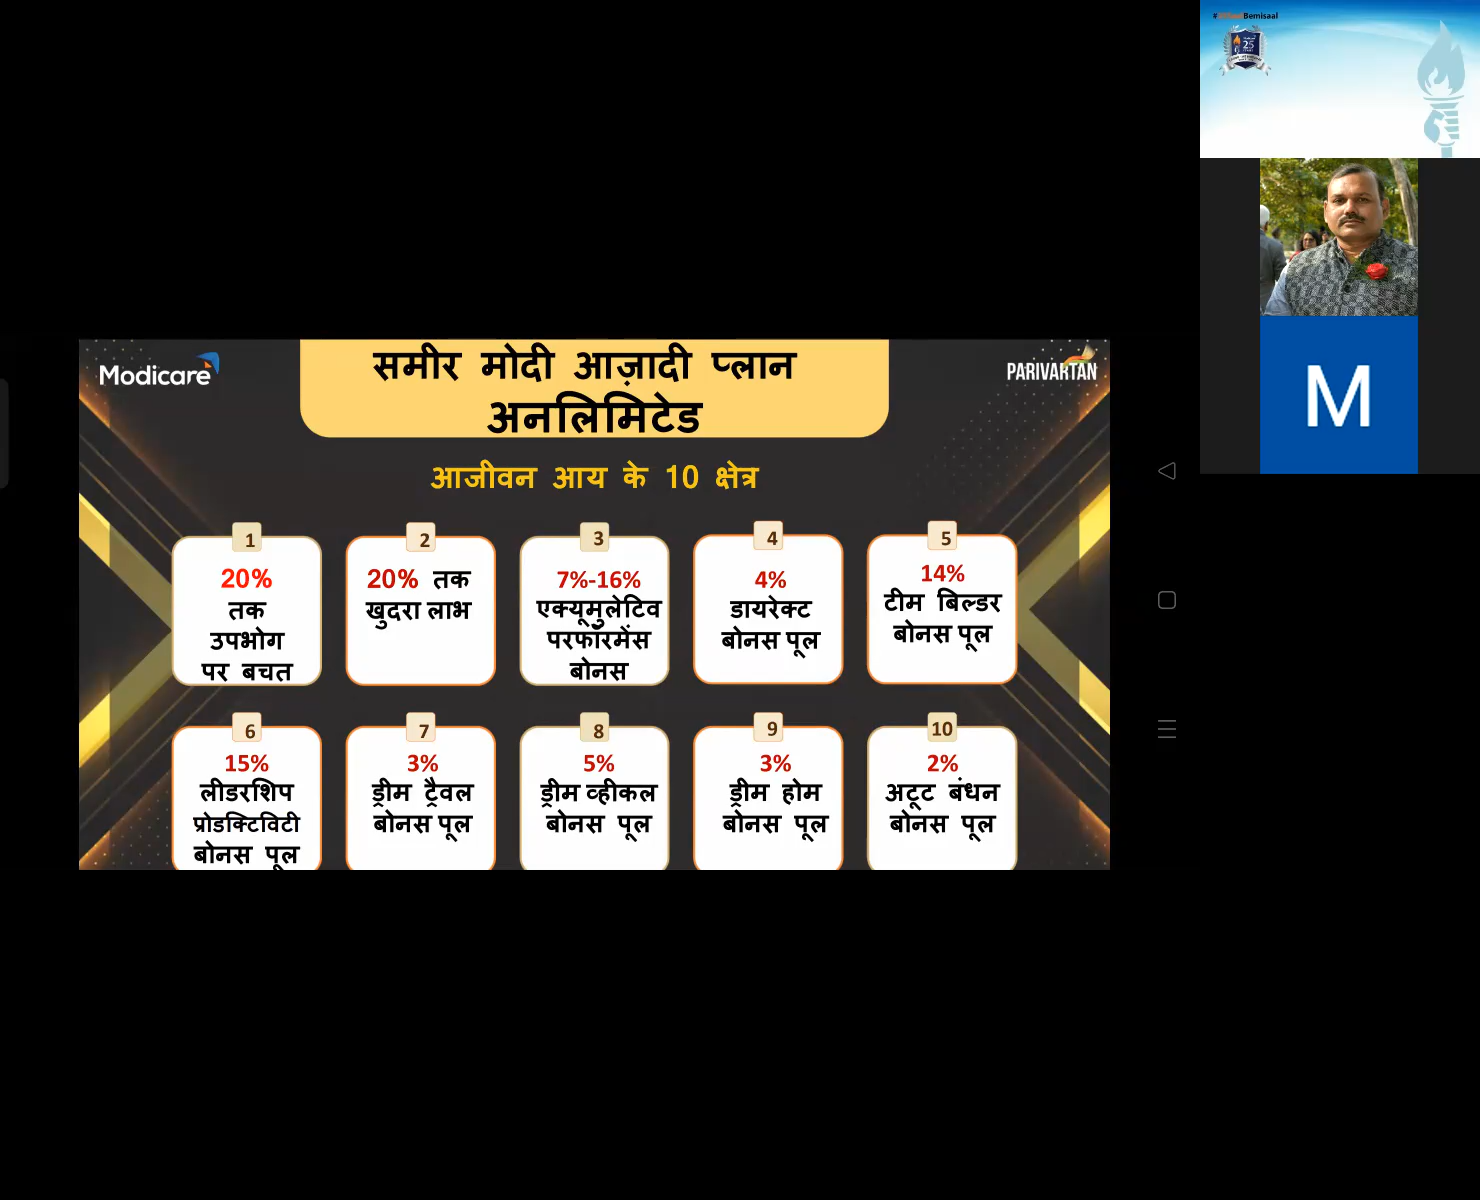 Modicare
समीर मोदी आज़ादी प्लान
अनलिमिटेड
PARIVARTAN
आजीवन आय के 10 क्षेत्र
1
20%
तक
उपभोग
पर बचत
2
20% तक
खुदरा लाभ
3
7%-16%
एक्यूमुलेटिव
परफॉरमेंस
बोनस
4
4%
डायरेक्ट
बोनस पूल
5
14%
टीम बिल्डर
बोनस पूल
6
15%
लीडरशिप
प्रोडक्टिविटी
बोनस पूल
7
3%
ड्रीम ट्रैवल
बोनस पूल
8
5%
ड्रीम व्हीकल
बोनस पूल
9
3%
ड्रीम होम
बोनस पूल
10
2%
अटूट बंधन
बोनस पूल
Bemisaal
25
M